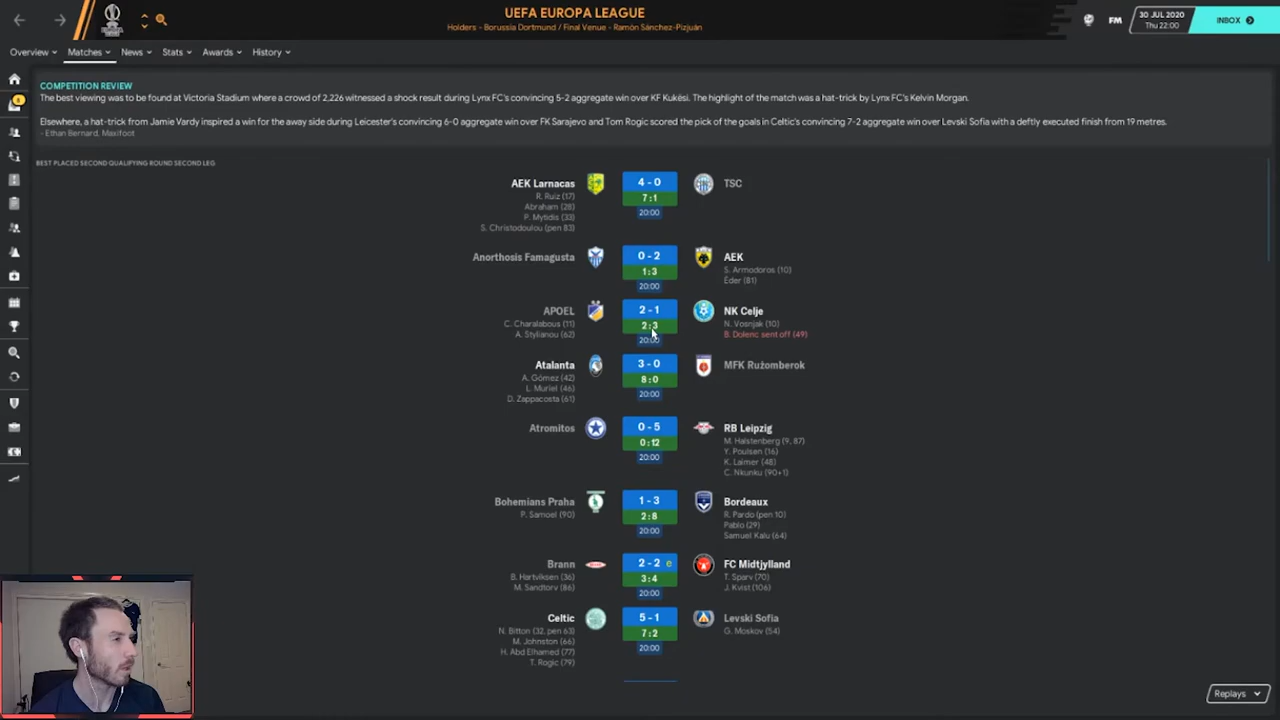 UEFA EUROPA LEAGUE
Holders - Borussia Dortmund / Final Venue - Ramón Sánchez-Pizjuán
FM
30 JUL 2020
Thu 22:00
INBOX
Overview
Matches
News
Stats
Awards
History
COMPETITION REVIEW
The best viewing was to be found at Victoria Stadium where a crowd of 2,226 witnessed a shock result during Lynx FC's convincing 5-2 aggregate win over KF Kukësi. The highlight of the match was a hat-trick by Lynx FC's Kelvin Morgan.
Elsewhere, a hat-trick from Jamie Vardy inspired a win for the away side during Leicester's convincing 6-0 aggregate win over FK Sarajevo and Tom Rogic scored the pick of the goals in Celtic's convincing 7-2 aggregate win over Levski Sofia with a deftly executed finish from 19 metres.
- Ethan Bernard, Maxifoot
BEST PLACED SECOND QUALIFYING ROUND SECOND LEG
AEK Larnacas 4 - 0 TSC
R. Ruiz (17) 7:1
Abraham (28) 20:00
P. Mytidis (33)
S. Christodoulou (pen 83)
Anorthosis Famagusta 0 - 2 AEK
1:3 S. Armodoros (10)
20:00 Éder (81)
APOEL 2 - 1 NK Celje
C. Charalabous (11) 2:3 N. Vosnjak (10)
A. Stylianou (62) 20:00 B. Dolenc sent off (49)
Atalanta 3 - 0 MFK Ružomberok
A. Gómez (42) 8:0
L. Muriel (46) 20:00
D. Zappacosta (61)
Atromitos 0 - 5 RB Leipzig
0:12 M. Halstenberg (9, 87)
20:00 Y. Poulsen (16)
K. Laimer (48)
C. Nkunku (90+1)
Bohemians Praha 1 - 3 Bordeaux
P. Samoel (90) 2:8 R. Pardo (pen 10)
20:00 Pablo (29)
Samuel Kalu (64)
Brann 2 - 2 e FC Midtjylland
B. Hartviksen (36) 3:4 T. Sparv (70)
M. Sandtorv (86) 20:00 J. Kvist (106)
Celtic 5 - 1 Levski Sofia
N. Bitton (32, pen 63) 7:2 G. Moskov (54)
M. Johnston (66) 20:00
H. Abd Elhamed (77)
T. Rogic (79)
Replays